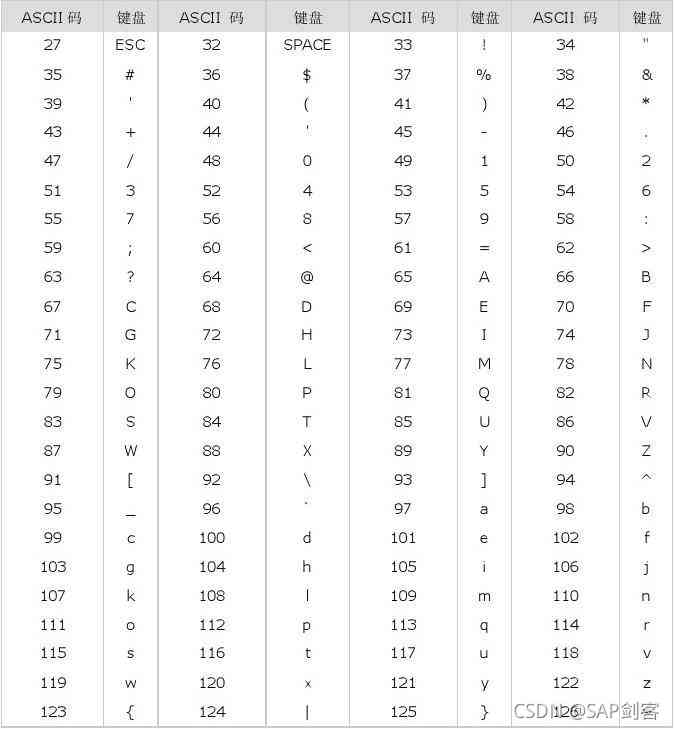 ASCII 码 键盘 ASCII 码 键盘 ASCII 码 键盘 ASCII 码 键盘
27 ESC 32 SPACE 33 ! 34 "
35 # 36 $ 37 % 38 &
39 ' 40 ( 41 ) 42 *
43 + 44 ' 45 - 46 .
47 / 48 0 49 1 50 2
51 3 52 4 53 5 54 6
55 7 56 8 57 9 58 :
59 ; 60 < 61 = 62 >
63 ? 64 @ 65 A 66 B
67 C 68 D 69 E 70 F
71 G 72 H 73 I 74 J
75 K 76 L 77 M 78 N
79 O 80 P 81 Q 82 R
83 S 84 T 85 U 86 V
87 W 88 X 89 Y 90 Z
91 [ 92 \ 93 ] 94 ^
95 _ 96 ` 97 a 98 b
99 c 100 d 101 e 102 f
103 g 104 h 105 i 106 j
107 k 108 l 109 m 110 n
111 o 112 p 113 q 114 r
115 s 116 t 117 u 118 v
119 w 120 x 121 y 122 z
123 { 124 | 125 } 126
CSDN @SAP剑客